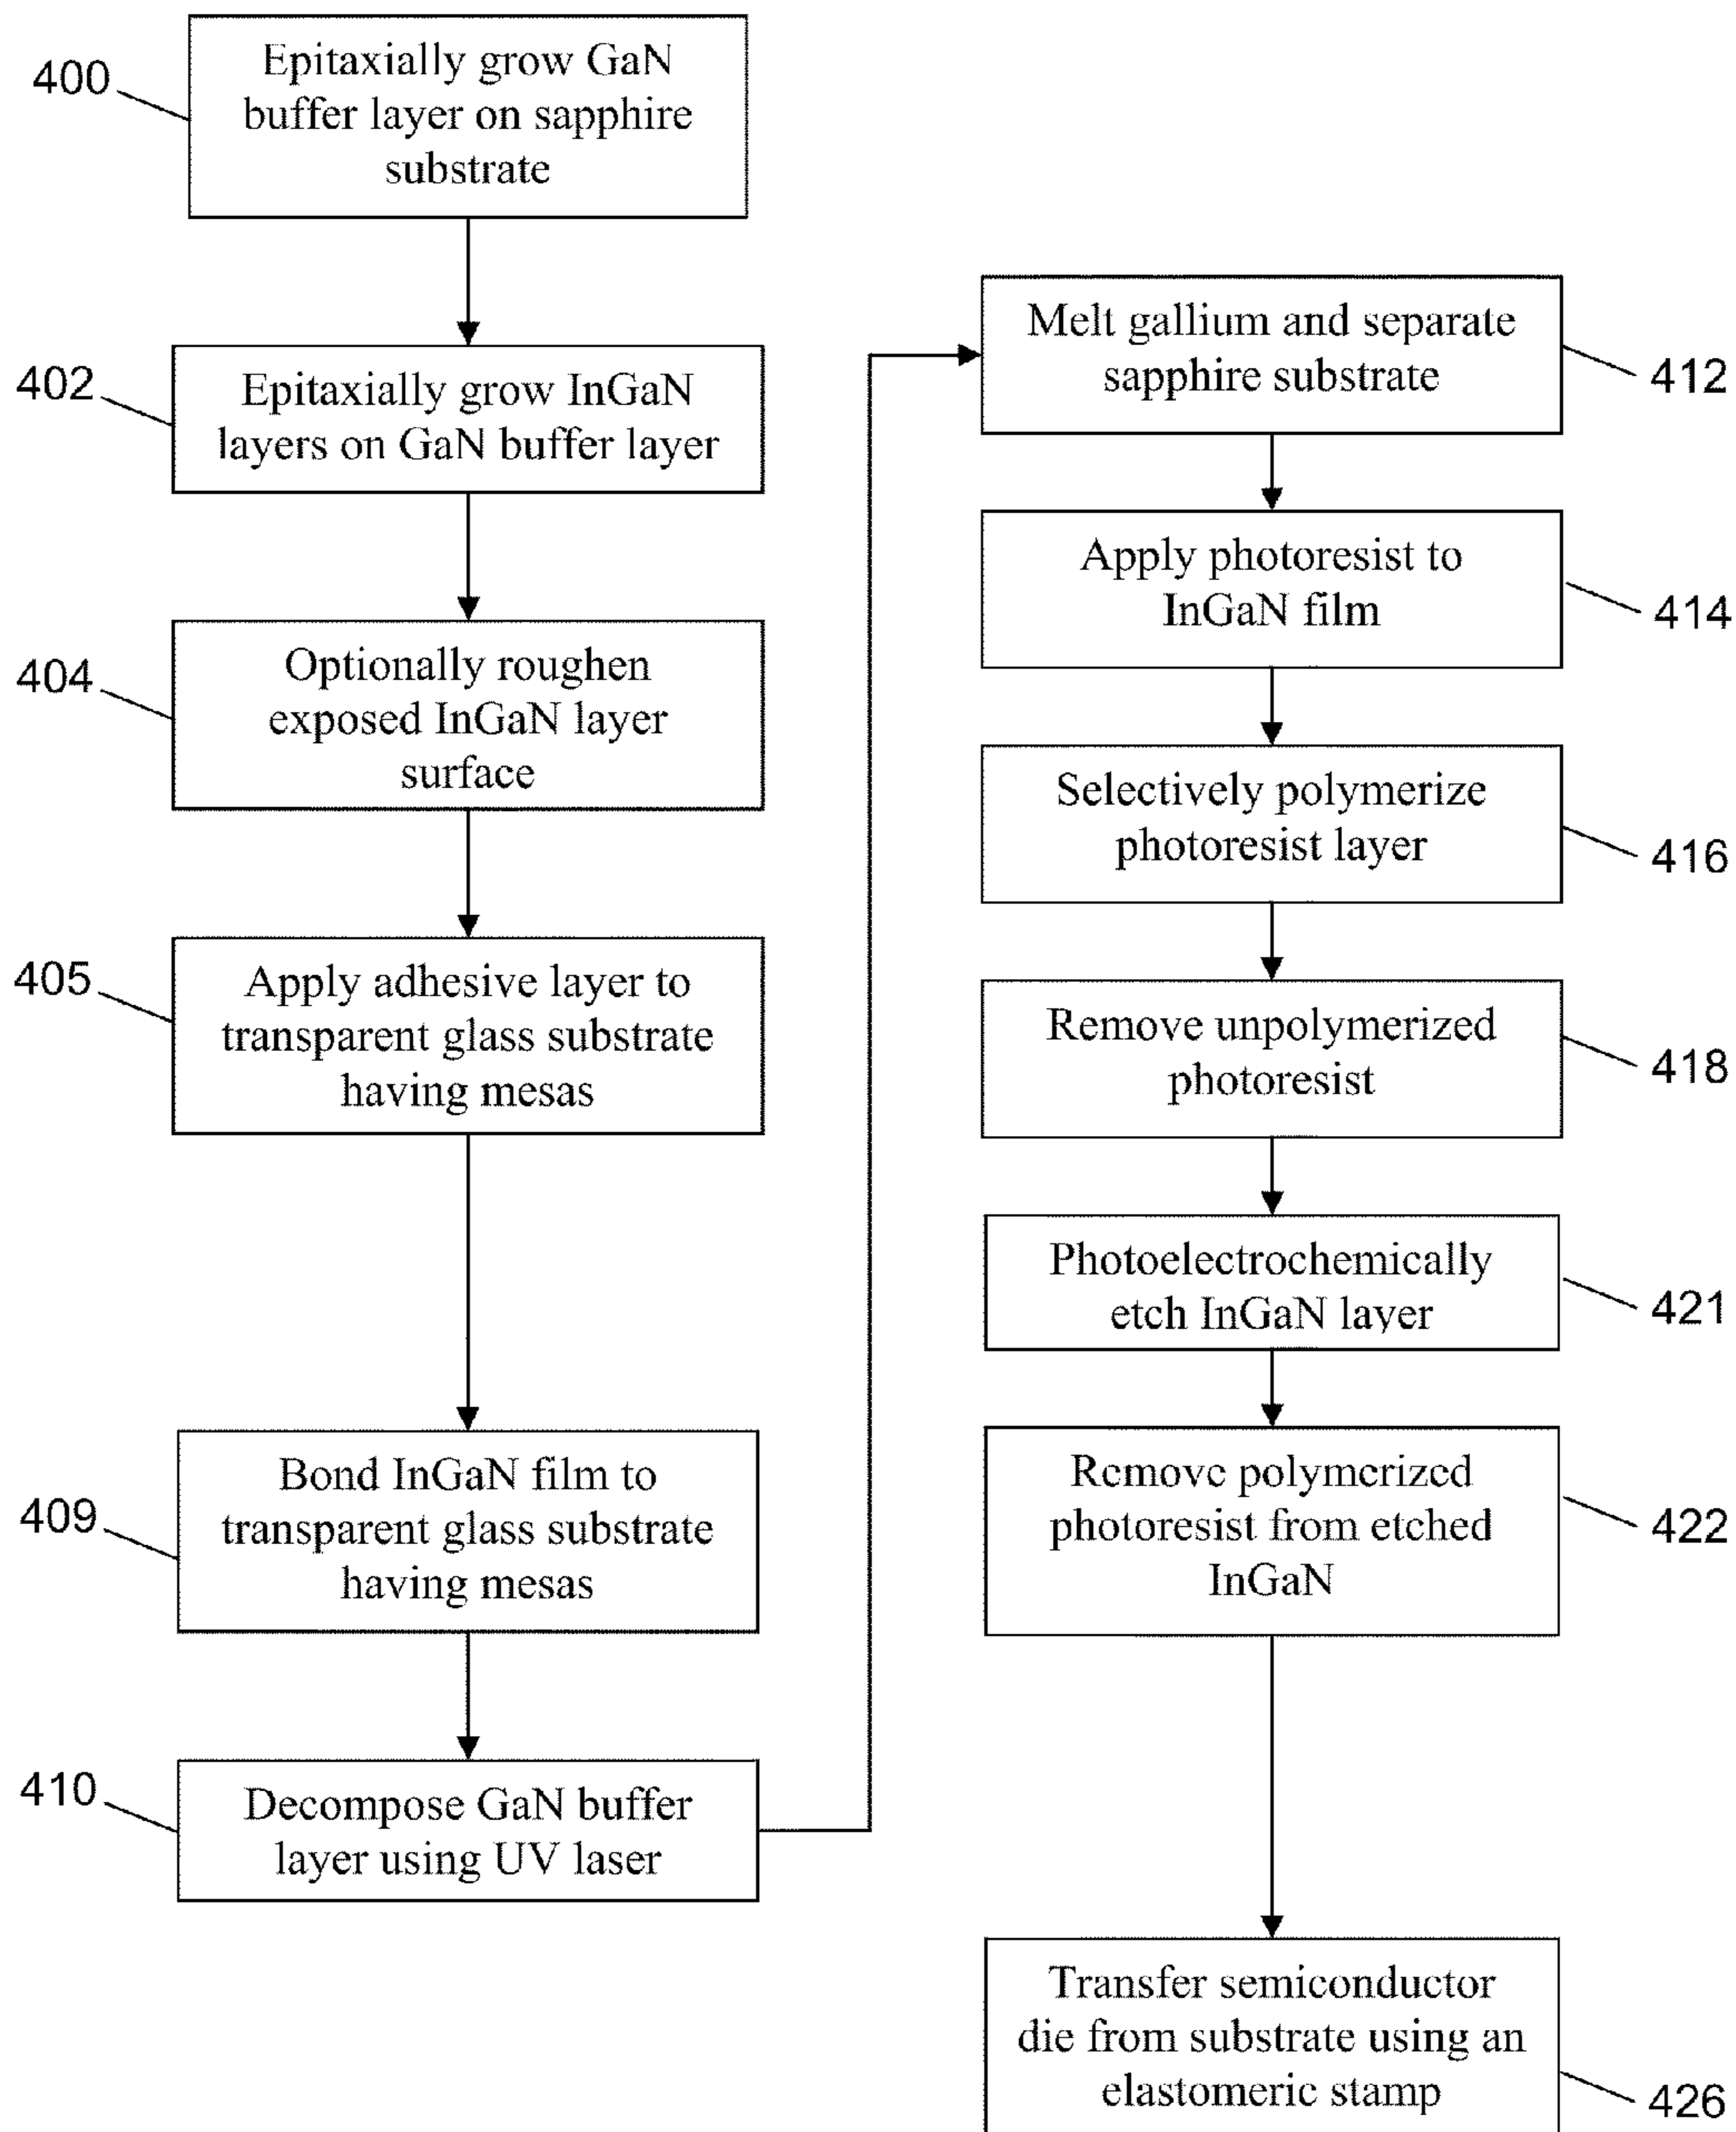 400
Epitaxially grow GaN
buffer layer on sapphire
substrate
402
Epitaxially grow InGaN
layers on GaN buffer layer
404
Optionally roughen
exposed InGaN layer
surface
405
Apply adhesive layer to
transparent glass substrate
having mesas
409
Bond InGaN film to
transparent glass substrate
having mesas
410
Decompose GaN buffer
layer using UV laser
Melt gallium and separate
sapphire substrate
412
Apply photoresist to
InGaN film
414
Selectively polymerize
photoresist layer
416
Remove unpolymerized
photoresist
418
Photoelectrochemically
etch InGaN layer
421
Remove polymerized
photoresist from etched
InGaN
422
Transfer semiconductor
die from substrate using an
elastomeric stamp
426